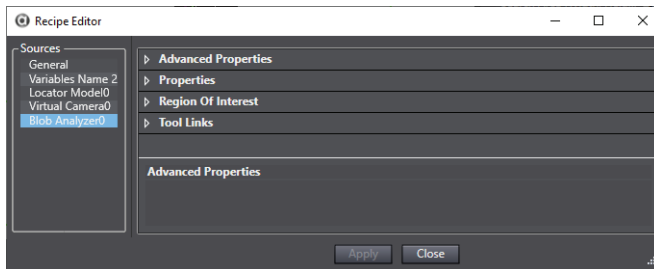 Recipe Editor
Sources
General
Variables Name 2
Locator Model0
Virtual Camera0
Blob Analyzer0
Advanced Properties
Properties
Region Of Interest
Tool Links
Advanced Properties
Apply
Close